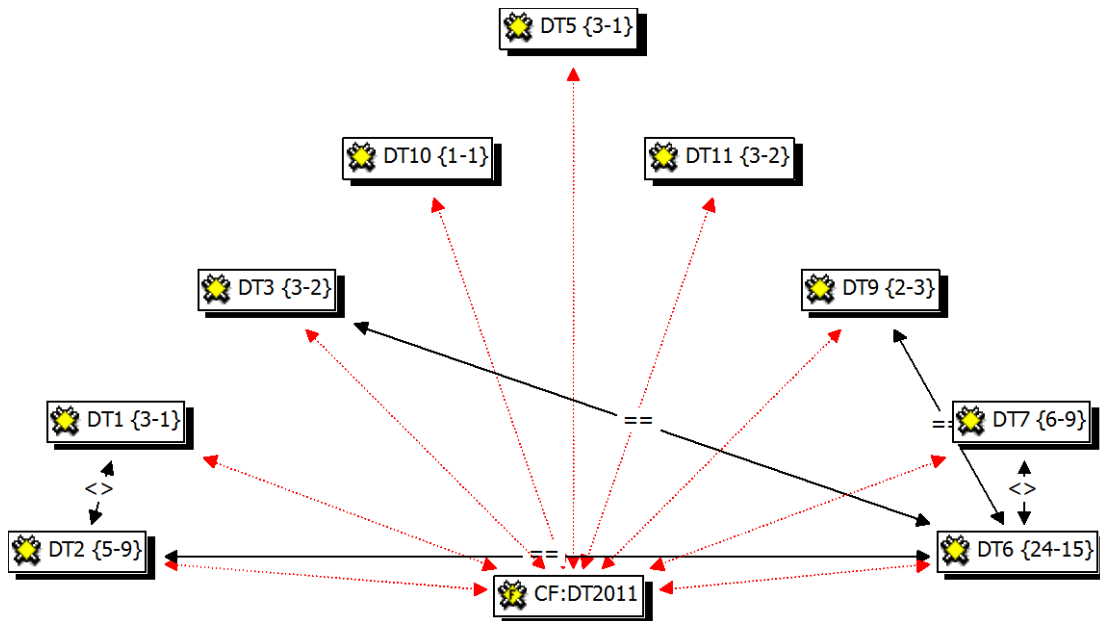 DT5 {3-1}
DT10 {1-1}
DT11 {3-2}
DT3 {3-2}
DT9 {2-3}
DT1 {3-1}
==
==
DT7 {6-9}
<>
<>
DT2 {5-9}
==
DT6 {24-15}
CF:DT2011